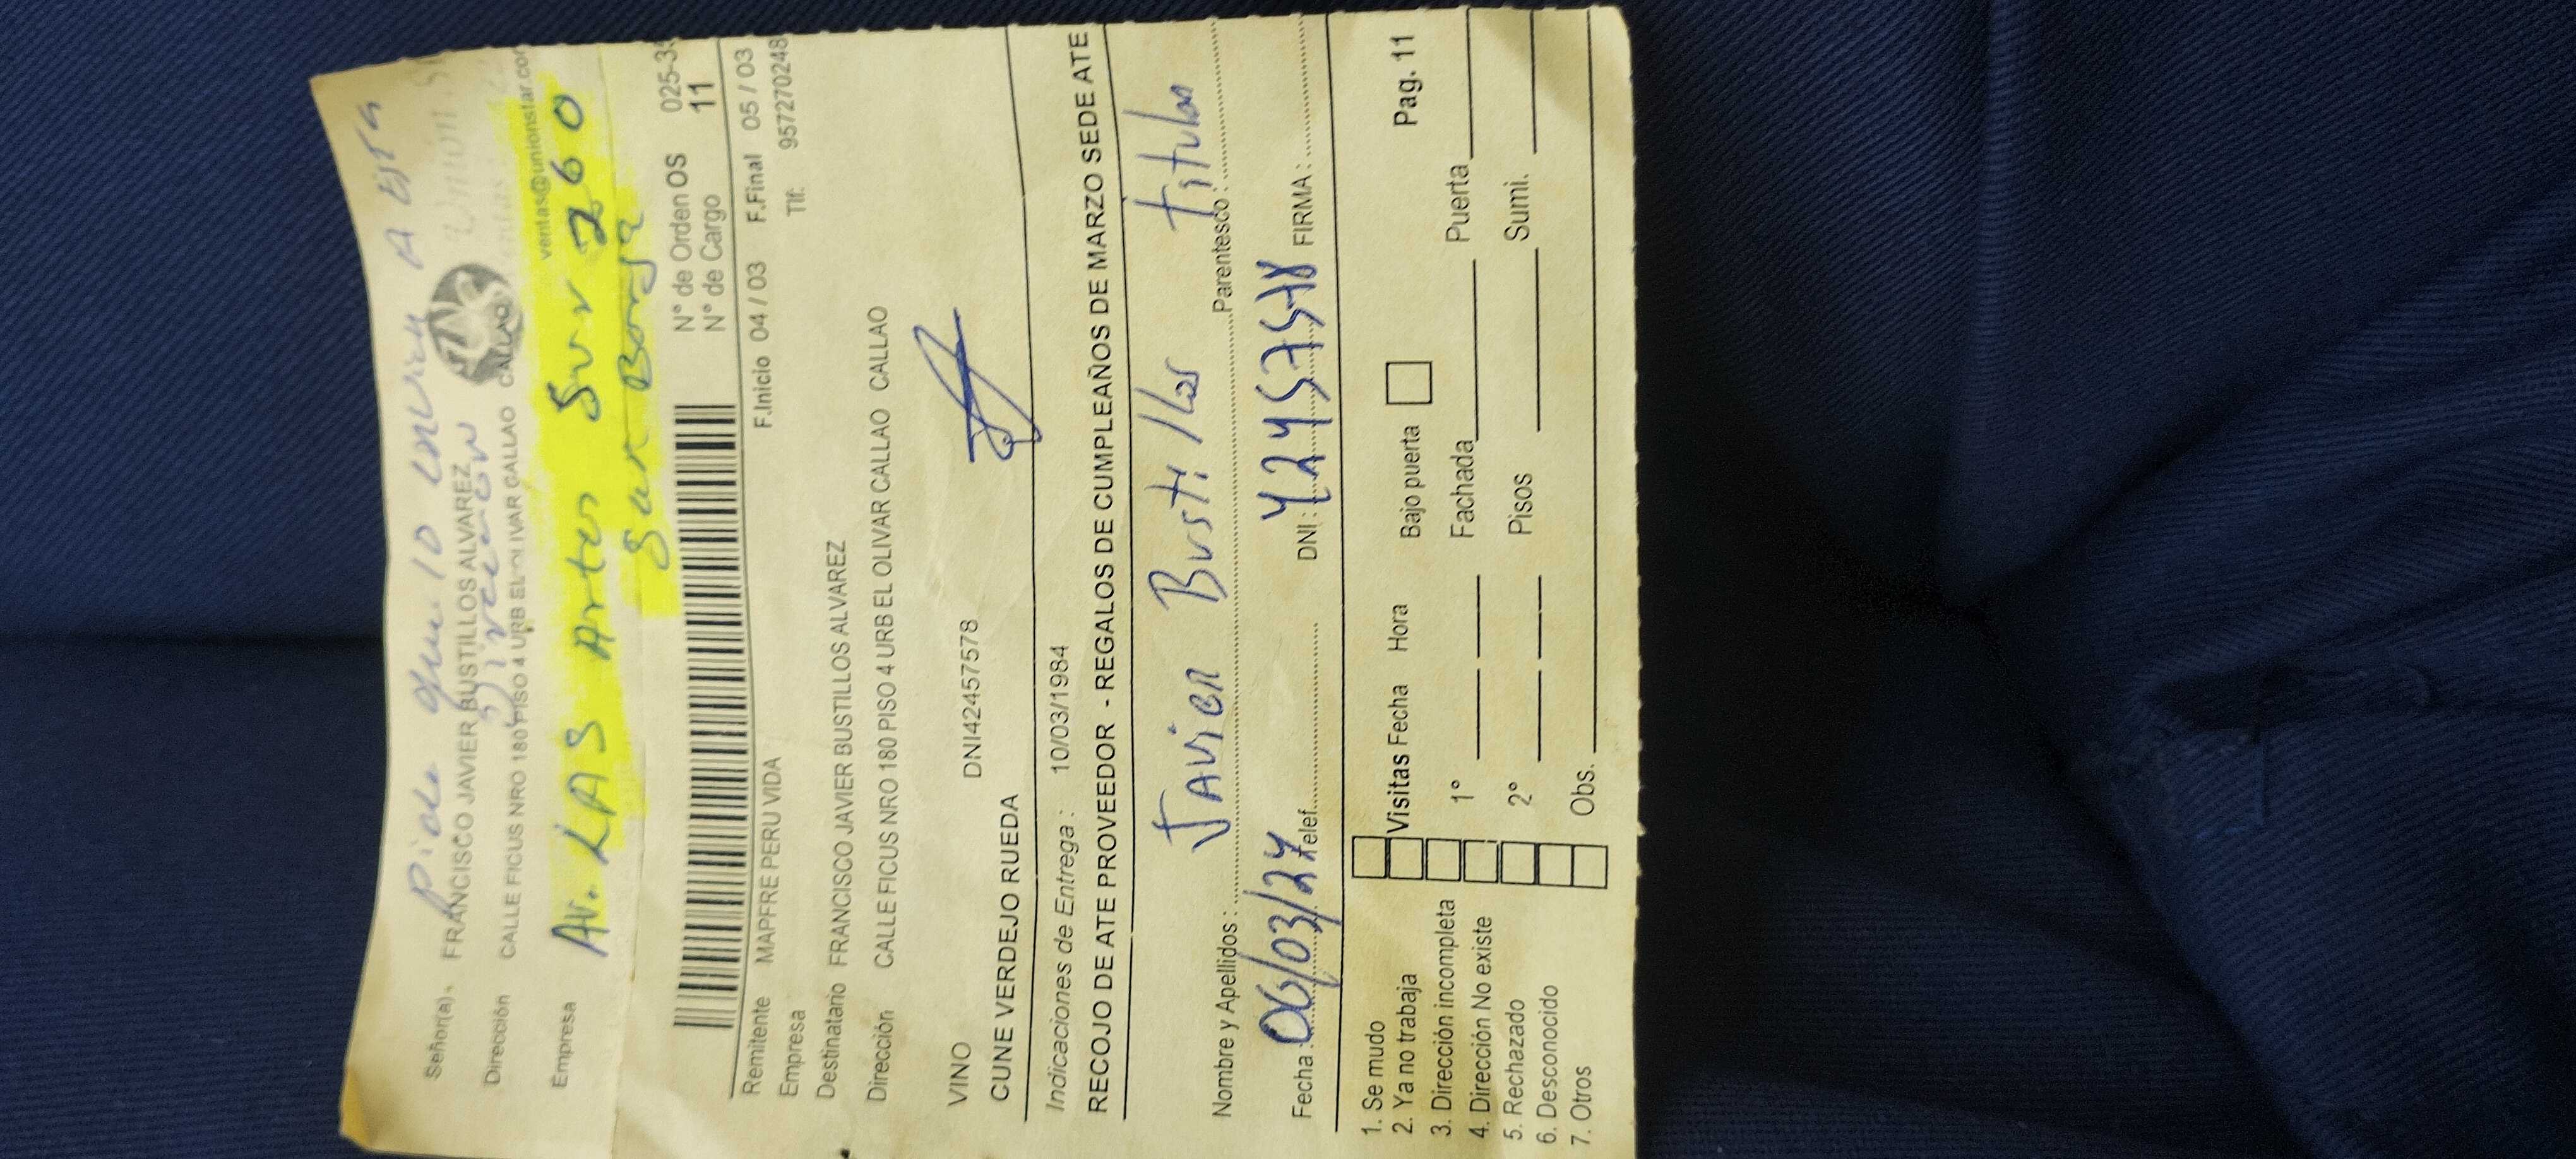 Pide que lo envien A esta
Señor(a). FRANCISCO JAVIER BUSTILLOS ALVAREZ
Dirección
Dirección CALLE FICUS NRO 180 PISO 4 URB EL OLIVAR CALLAO CALLAO
ventas@unionstar.com
Empresa Av. LAS Artes Sur 260
San Borja
N° de Orden OS 025-3
N° de Cargo 11
F.Inicio 04 / 03 F.Final 05 / 03
Remitente MAPFRE PERU VIDA Tlf: 957270248
Empresa
Destinatario FRANCISCO JAVIER BUSTILLOS ALVAREZ
Dirección CALLE FICUS NRO 180 PISO 4 URB EL OLIVAR CALLAO CALLAO
VINO DNI42457578
CUNE VERDEJO RUEDA
Indicaciones de Entrega : 10/03/1984
RECOJO DE ATE PROVEEDOR - REGALOS DE CUMPLEAÑOS DE MARZO SEDE ATE
Nombre y Apellidos : Javier Bustillos Parentesco : titular
Fecha : 06/03/24 Telef. DNI : 42457578 FIRMA :
1. Se mudo
2. Ya no trabaja Visitas Fecha Hora Bajo puerta Pag. 11
3. Dirección incompleta 1° Fachada Puerta
4. Dirección No existe
5. Rechazado 2° Pisos Sumi.
6. Desconocido
7. Otros Obs.